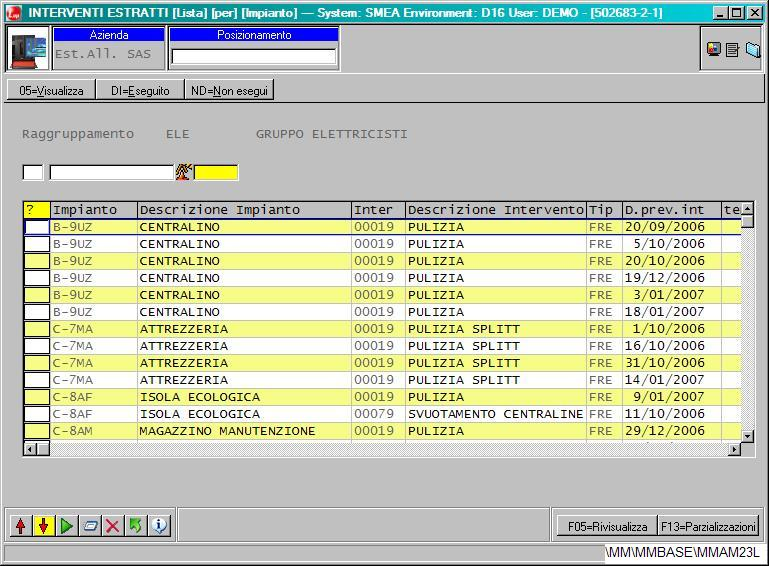 INTERVENTI ESTRATTI [Lista] [per] [Impianto] — System: SMEA Environment: D16 User: DEMO - [502683-2-1]
Azienda Posizionamento
Est.All. SAS
05=Visualizza DI=Eseguito ND=Non esegui
Raggruppamento ELE GRUPPO ELETTRICISTI
? Impianto Descrizione Impianto Inter Descrizione Intervento Tip D.prev.int te
B-9UZ CENTRALINO 00019 PULIZIA FRE 20/09/2006
B-9UZ CENTRALINO 00019 PULIZIA FRE 5/10/2006
B-9UZ CENTRALINO 00019 PULIZIA FRE 20/10/2006
B-9UZ CENTRALINO 00019 PULIZIA FRE 19/12/2006
B-9UZ CENTRALINO 00019 PULIZIA FRE 3/01/2007
B-9UZ CENTRALINO 00019 PULIZIA FRE 18/01/2007
C-7MA ATTREZZERIA 00019 PULIZIA SPLITT FRE 1/10/2006
C-7MA ATTREZZERIA 00019 PULIZIA SPLITT FRE 16/10/2006
C-7MA ATTREZZERIA 00019 PULIZIA SPLITT FRE 31/10/2006
C-7MA ATTREZZERIA 00019 PULIZIA SPLITT FRE 14/01/2007
C-8AF ISOLA ECOLOGICA 00019 PULIZIA FRE 9/01/2007
C-8AF ISOLA ECOLOGICA 00079 SVUOTAMENTO CENTRALINE FRE 11/10/2006
C-8AM MAGAZZINO MANUTENZIONE 00019 PULIZIA FRE 29/12/2006
F05=Rivisualizza F13=Parzializzazioni
\MM\MMBASE\MMAM23L